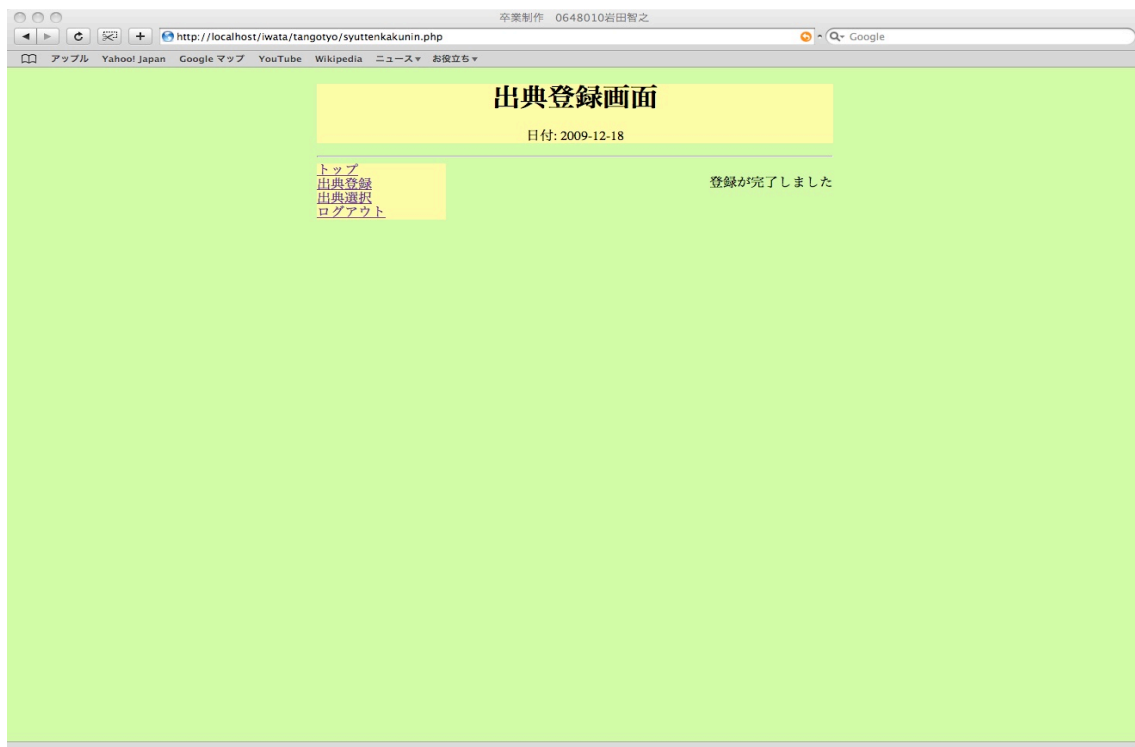 卒業制作　0648010岩田智之
http://localhost/iwata/tangotyo/syuttenkakunin.php
Google
アップル Yahoo! Japan Google マップ YouTube Wikipedia ニュース▼ お役立ち▼
出典登録画面
日付: 2009-12-18
トップ
出典登録
出典選択
ログアウト
登録が完了しました